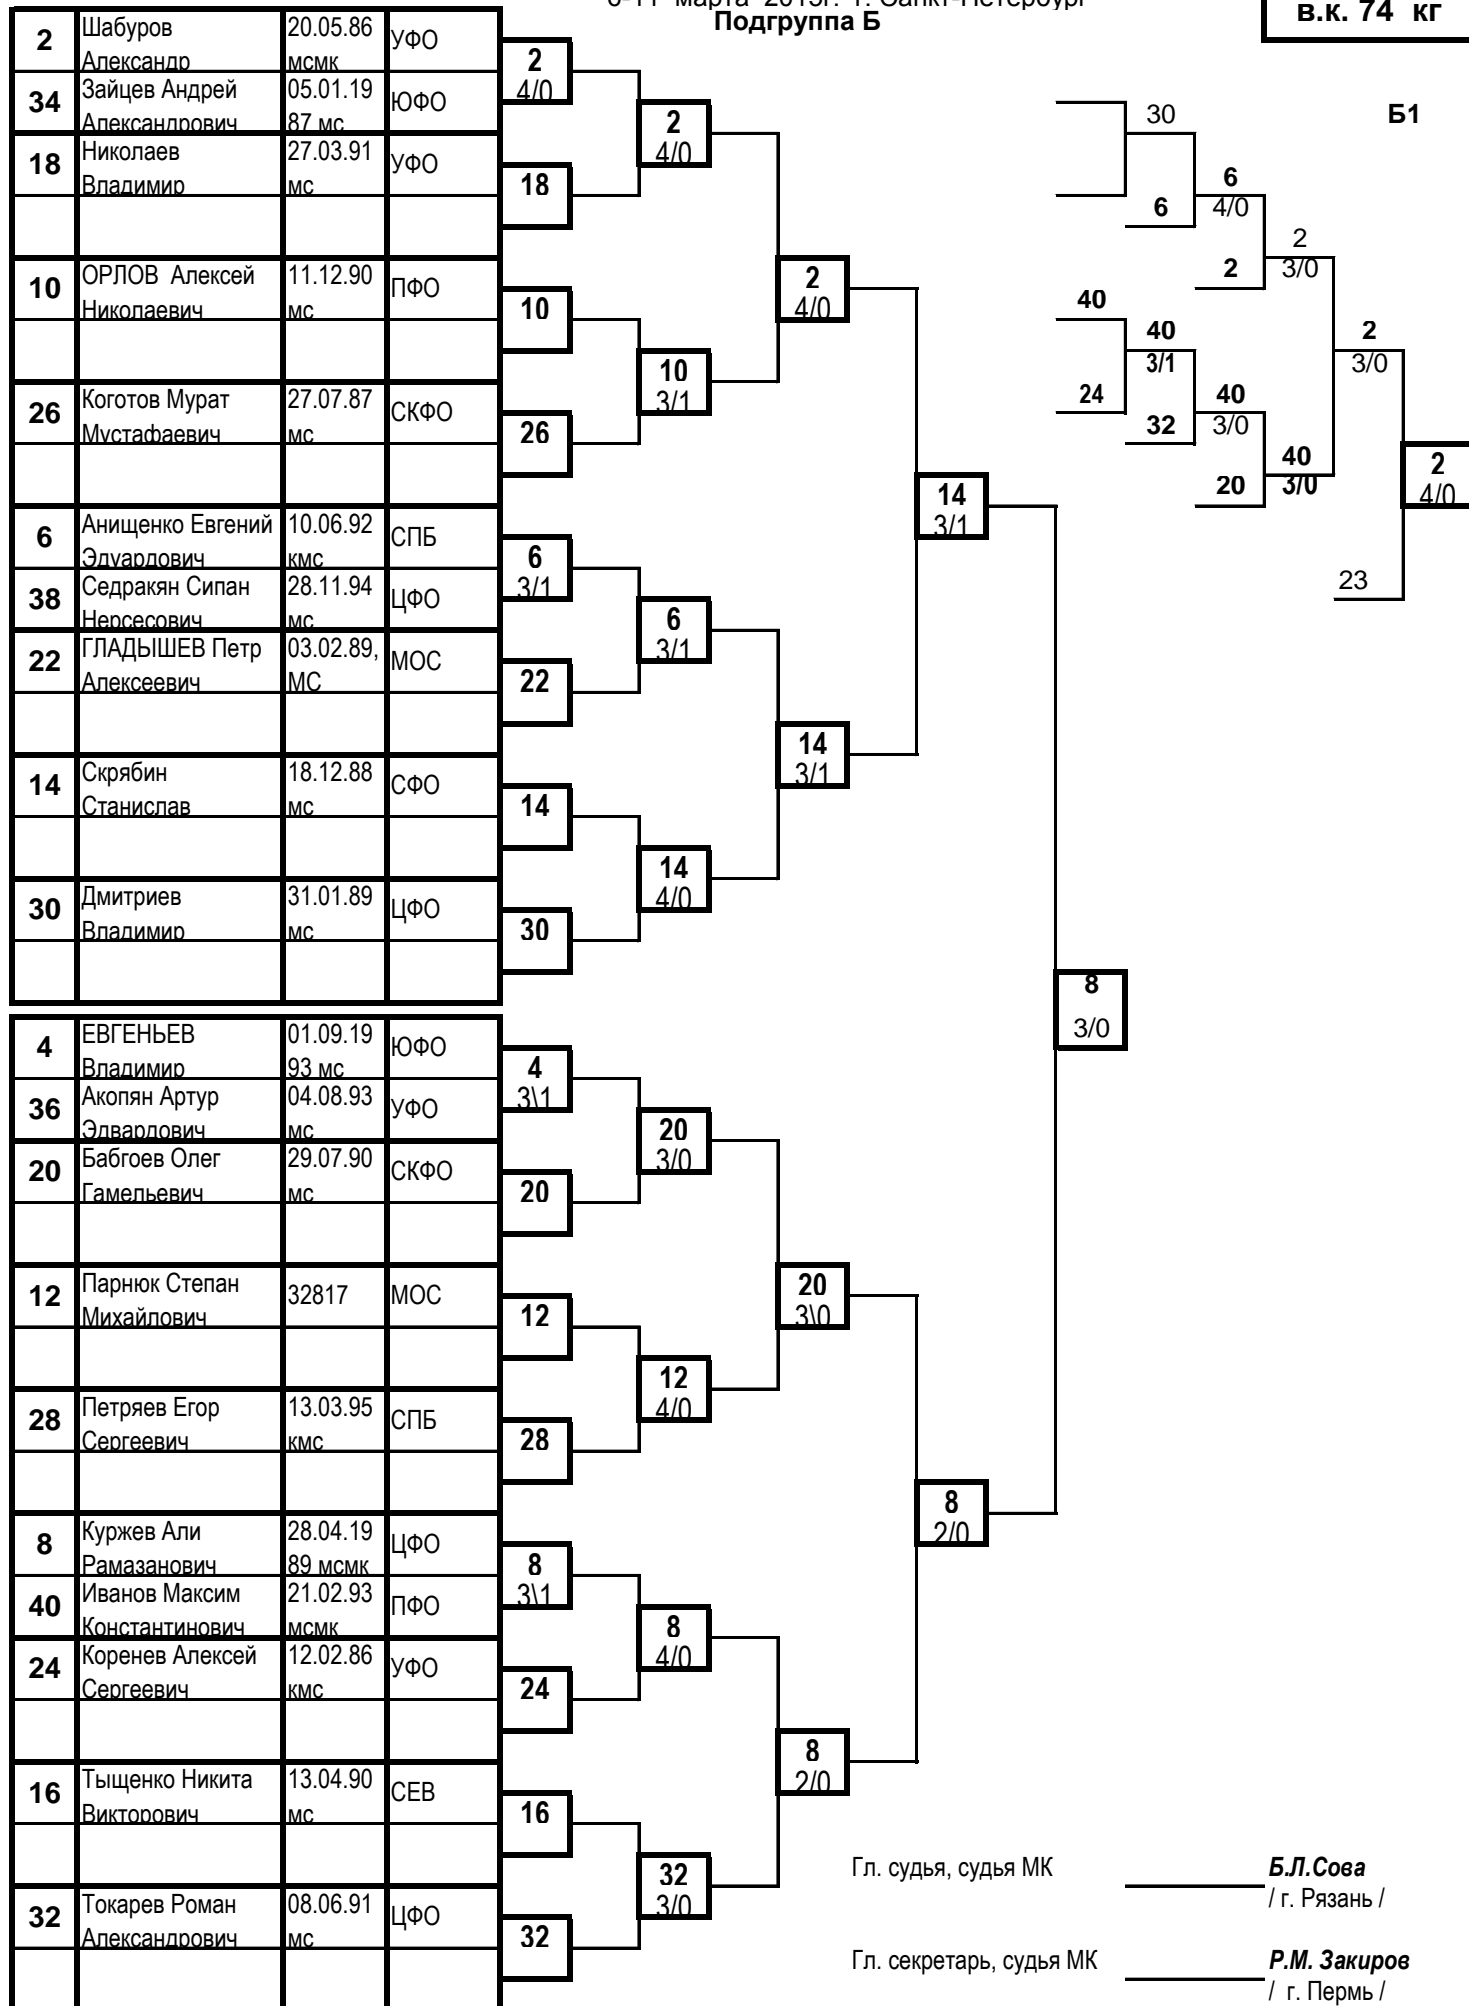 Подгруппа Б
в.к. 74 кг
2 Шабуров 20.05.86 УФО
Александр мсмк
34 Зайцев Андрей 05.01.19 ЮФО
Александрович 87 мс
18 Николаев 27.03.91 УФО
Владимир мс
10 ОРЛОВ Алексей 11.12.90 ПФО
Николаевич мс
26 Коготов Мурат 27.07.87 СКФО
Мустафаевич мс
6 Анищенко Евгений 10.06.92 СПБ
Эдуардович кмс
38 Седракян Сипан 28.11.94 ЦФО
Нерсесович мс
22 ГЛАДЫШЕВ Петр 03.02.89, МОС
Алексеевич МС
14 Скрябин 18.12.88 СФО
Станислав мс
30 Дмитриев 31.01.89 ЦФО
Владимир мс
4 ЕВГЕНЬЕВ 01.09.19 ЮФО
Владимир 93 мс
36 Акопян Артур 04.08.93 УФО
Эдвардович мс
20 Бабгоев Олег 29.07.90 СКФО
Гамельевич мс
12 Парнюк Степан 32817 МОС
Михайлович
28 Петряев Егор 13.03.95 СПБ
Сергеевич кмс
8 Куржев Али 28.04.19 ЦФО
Рамазанович 89 мсмк
40 Иванов Максим 21.02.93 ПФО
Константинович мсмк
24 Коренев Алексей 12.02.86 УФО
Сергеевич кмс
16 Тыщенко Никита 13.04.90 СЕВ
Викторович мс
32 Токарев Роман 08.06.91 ЦФО
Александрович мс
2
4/0
18
10
26
6
3/1
22
14
30
4
3\1
20
12
28
8
3\1
24
16
32
2
4/0
10
3/1
6
3/1
14
4/0
20
3/0
12
4/0
8
4/0
32
3/0
2
4/0
14
3/1
20
3\0
8
2/0
14
3/1
8
2/0
8
3/0
Б1
30
6
6
4/0
2
2
3/0
40
24
40
3/1
32
40
3/0
20
40
3/0
2
3/0
23
2
4/0
Гл. судья, судья МК
Б.Л.Сова
/ г. Рязань /
Гл. секретарь, судья МК
Р.М. Закиров
/ г. Пермь /